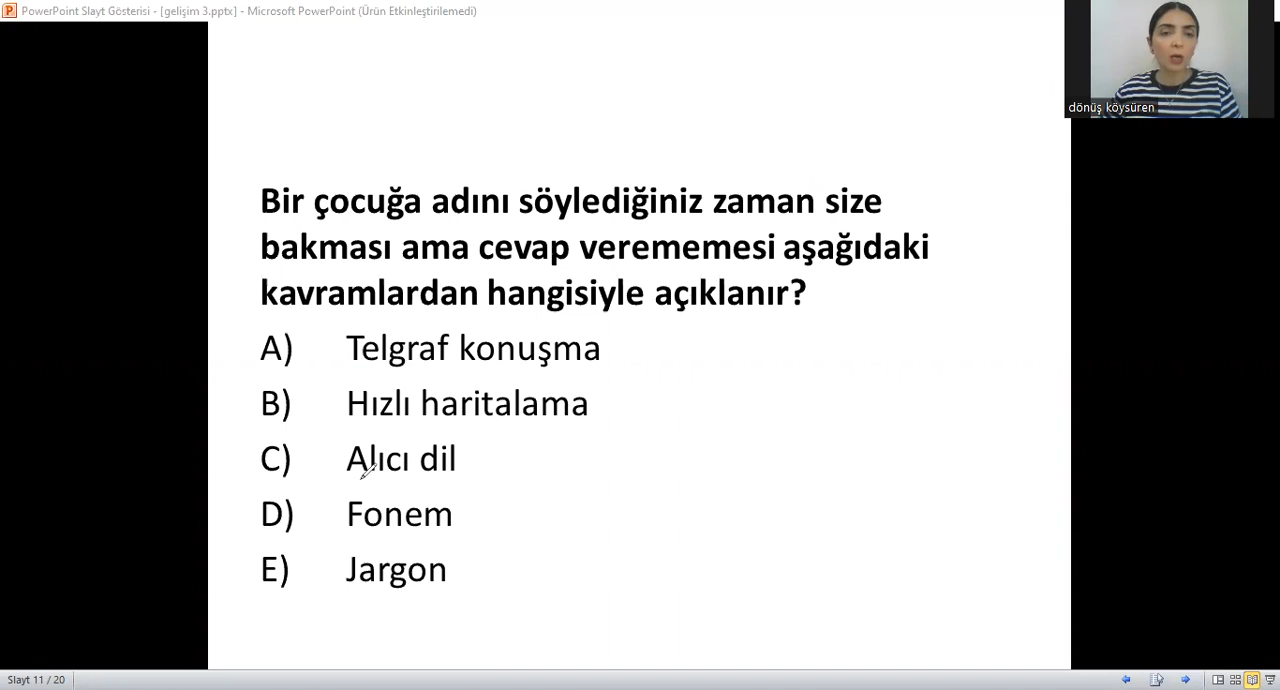 PowerPoint Slayt Gösterisi - [gelişim 3.pptx] - Microsoft PowerPoint (Ürün Etkinleştirilemedi)
dönüş köysüren
Bir çocuğa adını söylediğiniz zaman size
bakması ama cevap verememesi aşağıdaki
kavramlardan hangisiyle açıklanır?
A) Telgraf konuşma
B) Hızlı haritalama
C) Alıcı dil
D) Fonem
E) Jargon
Slayt 11 / 20